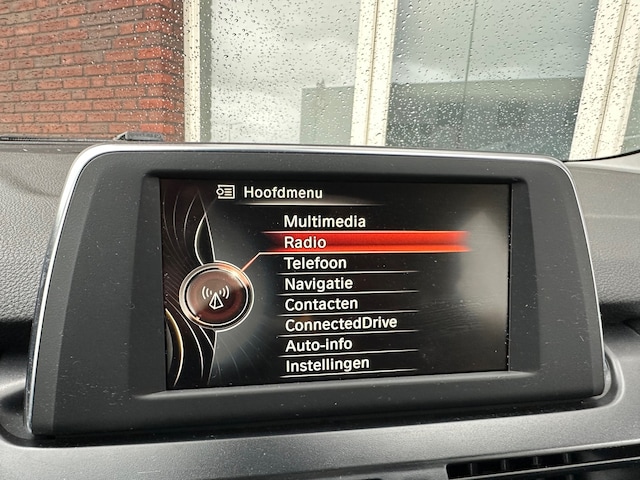 Hoofdmenu
Multimedia
Radio
Telefoon
Navigatie
Contacten
ConnectedDrive
Auto-info
Instellingen